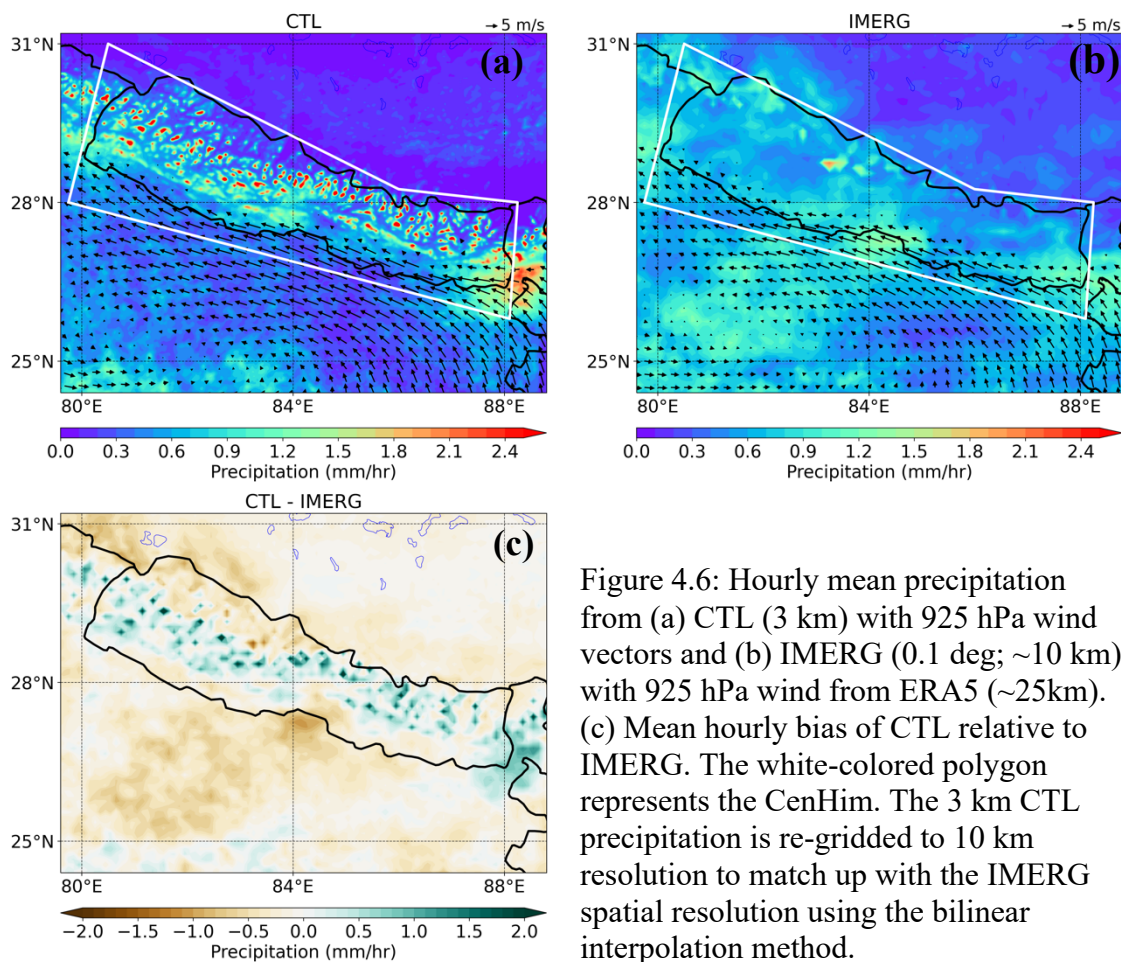 CTL
→ 5 m/s
IMERG
→ 5 m/s
31°N
(a)
28°N
25°N
80°E
84°E
88°E
0.0
0.3
0.6
0.9
1.2
1.5
1.8
2.1
2.4
Precipitation (mm/hr)
31°N
(b)
28°N
25°N
80°E
84°E
88°E
0.0
0.3
0.6
0.9
1.2
1.5
1.8
2.1
2.4
Precipitation (mm/hr)
CTL - IMERG
31°N
(c)
28°N
25°N
80°E
84°E
88°E
−2.0
−1.5
−1.0
−0.5
0.0
0.5
1.0
1.5
2.0
Precipitation (mm/hr)
Figure 4.6: Hourly mean precipitation
from (a) CTL (3 km) with 925 hPa wind
vectors and (b) IMERG (0.1 deg; ~10 km)
with 925 hPa wind from ERA5 (~25km).
(c) Mean hourly bias of CTL relative to
IMERG. The white-colored polygon
represents the CenHim. The 3 km CTL
precipitation is re-gridded to 10 km
resolution to match up with the IMERG
spatial resolution using the bilinear
interpolation method.